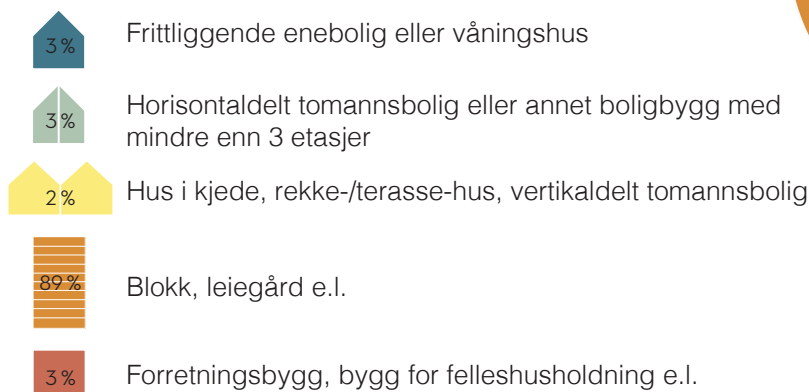 3 % Frittliggende enebolig eller våningshus
3 % Horisontaldelt tomannsbolig eller annet boligbygg med
mindre enn 3 etasjer
2 % Hus i kjede, rekke-/terasse-hus, vertikaldelt tomannsbolig
89 % Blokk, leiegård e.l.
3 % Forretningsbygg, bygg for felleshusholdning e.l.